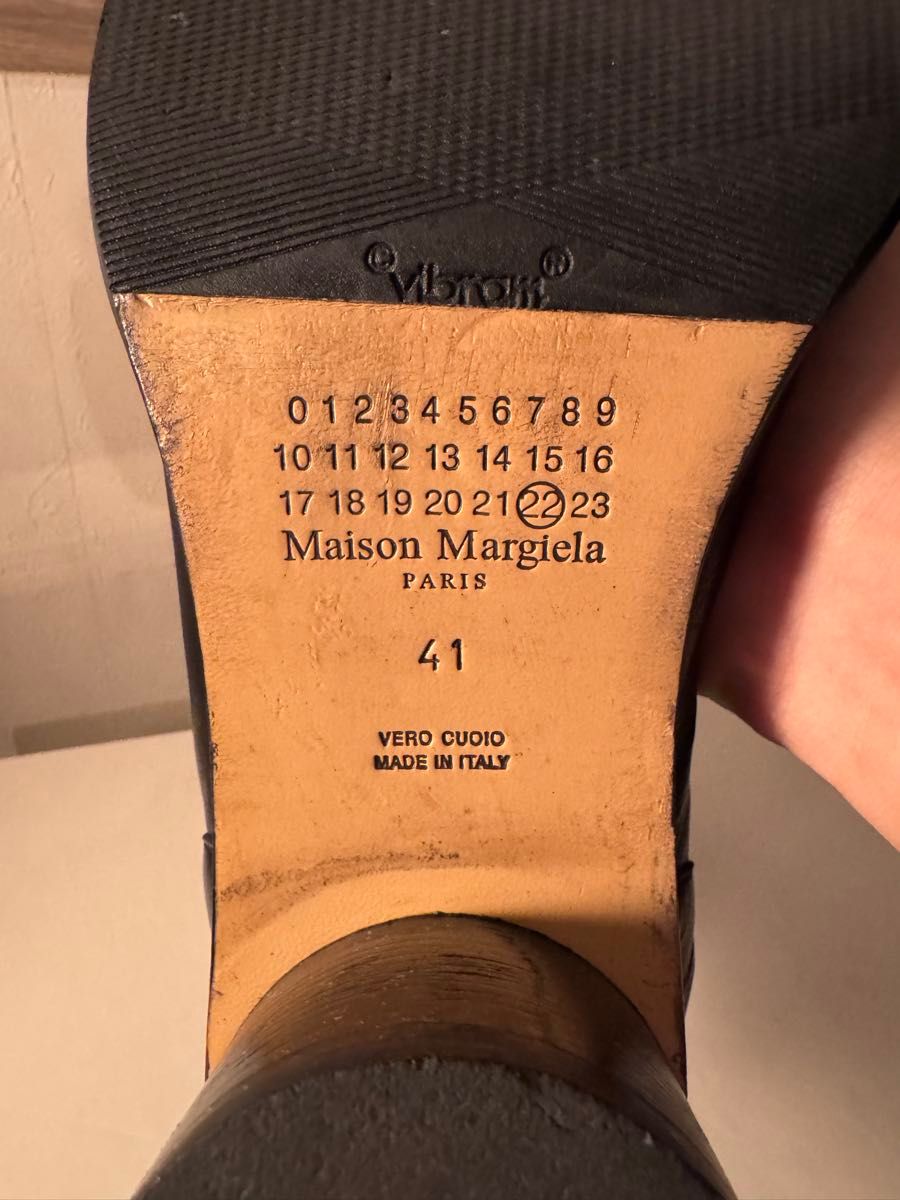 © vibram ®
0 1 2 3 4 5 6 7 8 9
10 11 12 13 14 15 16
17 18 19 20 21 22 23
Maison Margiela
PARIS
41
VERO CUOIO
MADE IN ITALY